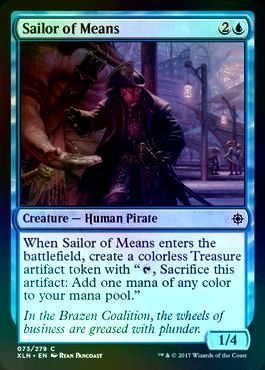 Sailor of Means 2
Creature — Human Pirate
When Sailor of Means enters the
battlefield, create a colorless Treasure
artifact token with “, Sacrifice this
artifact: Add one mana of any color
to your mana pool.”
In the Brazen Coalition, the wheels of
business are greased with plunder.
1/4
073/279 C
XLN • EN Ryan Pancoast
™ & © 2017 Wizards of the Coast